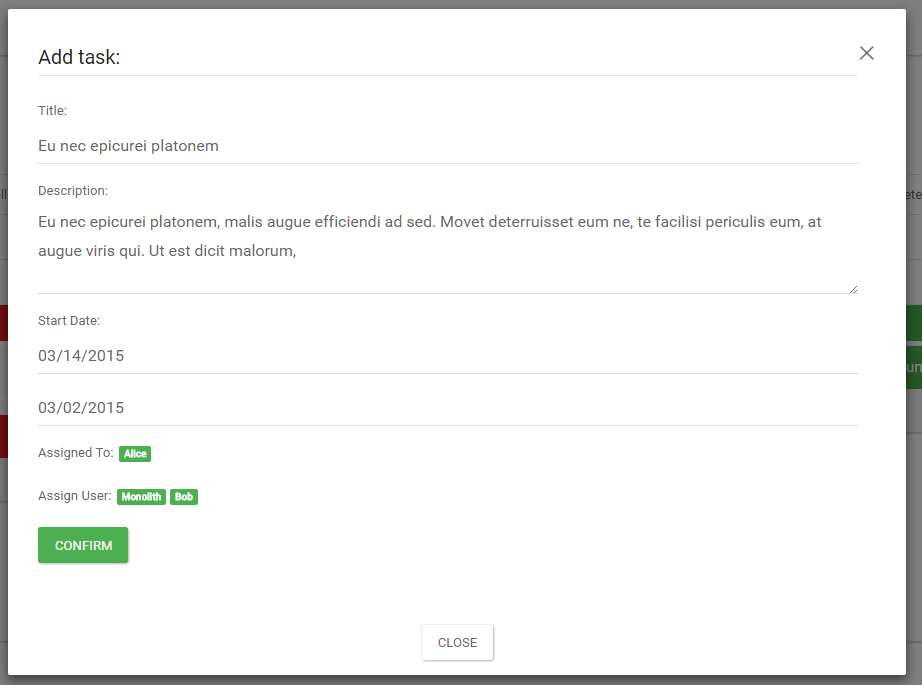 Add task:
Title:
Eu nec epicurei platonem
Description:
Eu nec epicurei platonem, malis augue efficiendi ad sed. Movet deterruisset eum ne, te facilisi periculis eum, at
augue viris qui. Ut est dicit malorum,
Start Date:
03/14/2015
03/02/2015
Assigned To: Alice
Assign User: Monolith Bob
CONFIRM
CLOSE